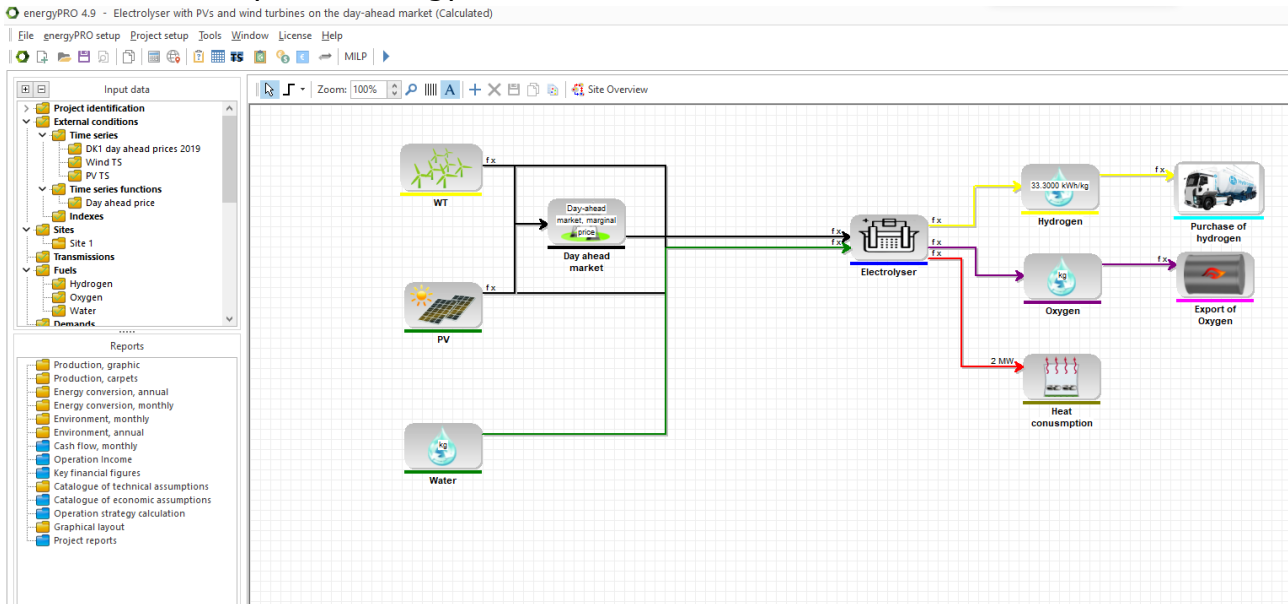 energyPRO 4.9 - Electrolyser with PVs and wind turbines on the day-ahead market (Calculated)
File energyPRO setup Project setup Tools Window License Help
TS MILP
Input data
Project identification
External conditions
Time series
DK1 day ahead prices 2019
Wind TS
PV TS
Time series functions
Day ahead price
Indexes
Sites
Site 1
Transmissions
Fuels
Hydrogen
Oxygen
Water
Demands
Reports
Production, graphic
Production, carpets
Energy conversion, annual
Energy conversion, monthly
Environment, monthly
Environment, annual
Cash flow, monthly
Operation Income
Key financial figures
Catalogue of technical assumptions
Catalogue of economic assumptions
Operation strategy calculation
Graphical layout
Project reports
Zoom: 100% A Site Overview
f x
WT
Day-ahead
market, marginal
price
Day ahead
market
f x
PV
kg
Water
f x
f x
Electrolyser
f x
f x
f x
33.3000 kWh/kg
Hydrogen
f x
Purchase of
hydrogen
kg
Oxygen
f x
Export of
Oxygen
2 MW
Heat
conusmption